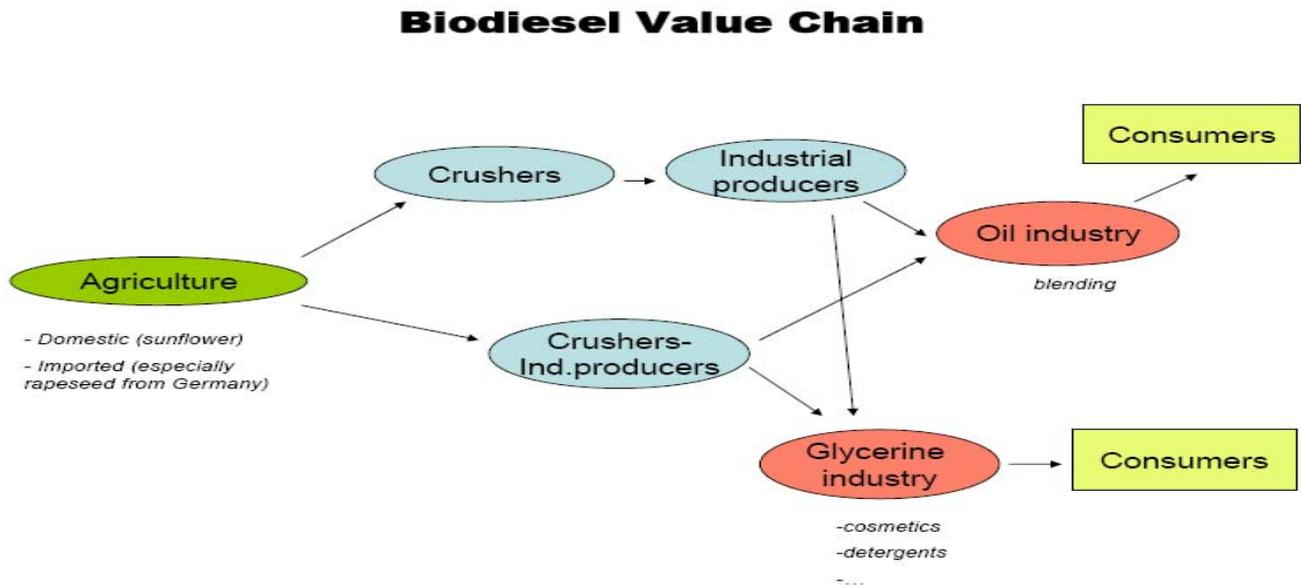 Biodiesel Value Chain
Consumers
Crushers
Industrial
producers
Oil industry
blending
Agriculture
- Domestic (sunflower)
- Imported (especially
rapeseed from Germany)
Crushers-
Ind.producers
Glycerine
industry
Consumers
-cosmetics
-detergents
-...